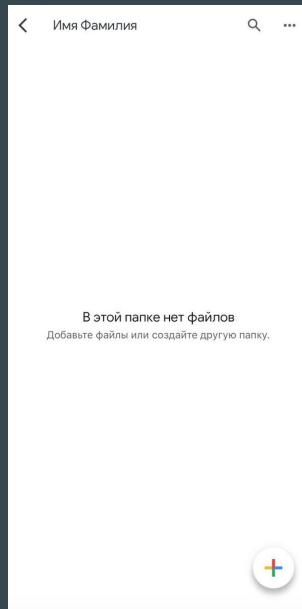 Имя Фамилия
В этой папке нет файлов
Добавьте файлы или создайте другую папку.